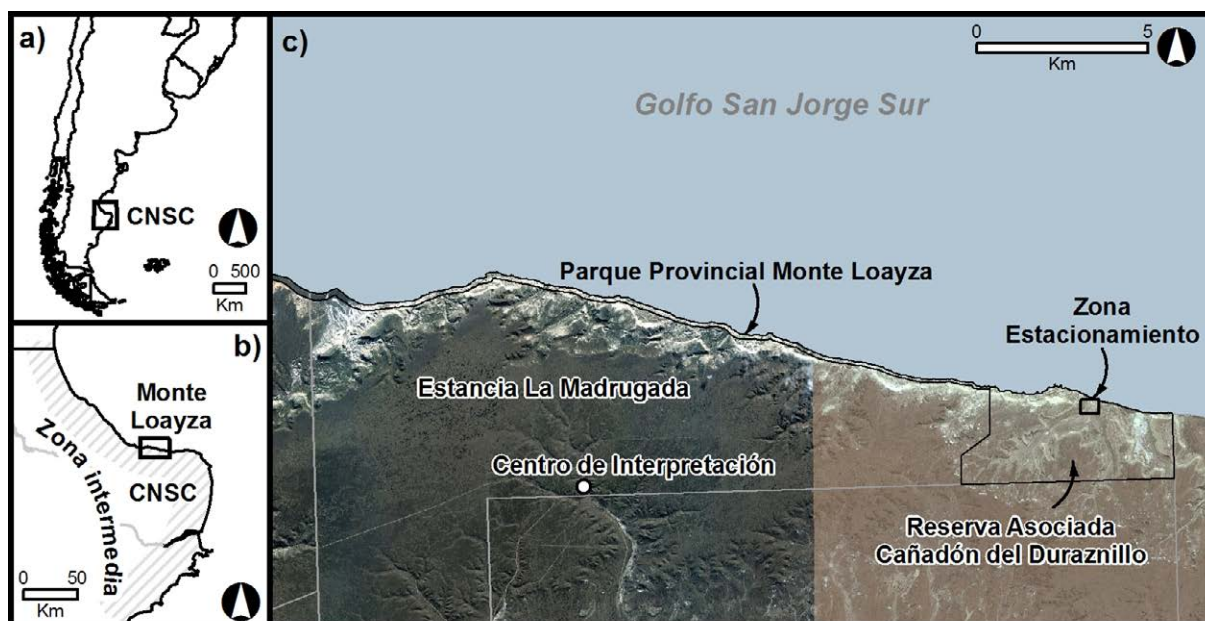 a)
CNSC
0 500
Km
b)
Monte
Loayza
Zona intermedia
CNSC
0 50
Km
c)
0 5
Km
Golfo San Jorge Sur
Parque Provincial Monte Loayza
Zona
Estacionamiento
Estancia La Madrugada
Centro de Interpretación
Reserva Asociada
Cañadón del Duraznillo